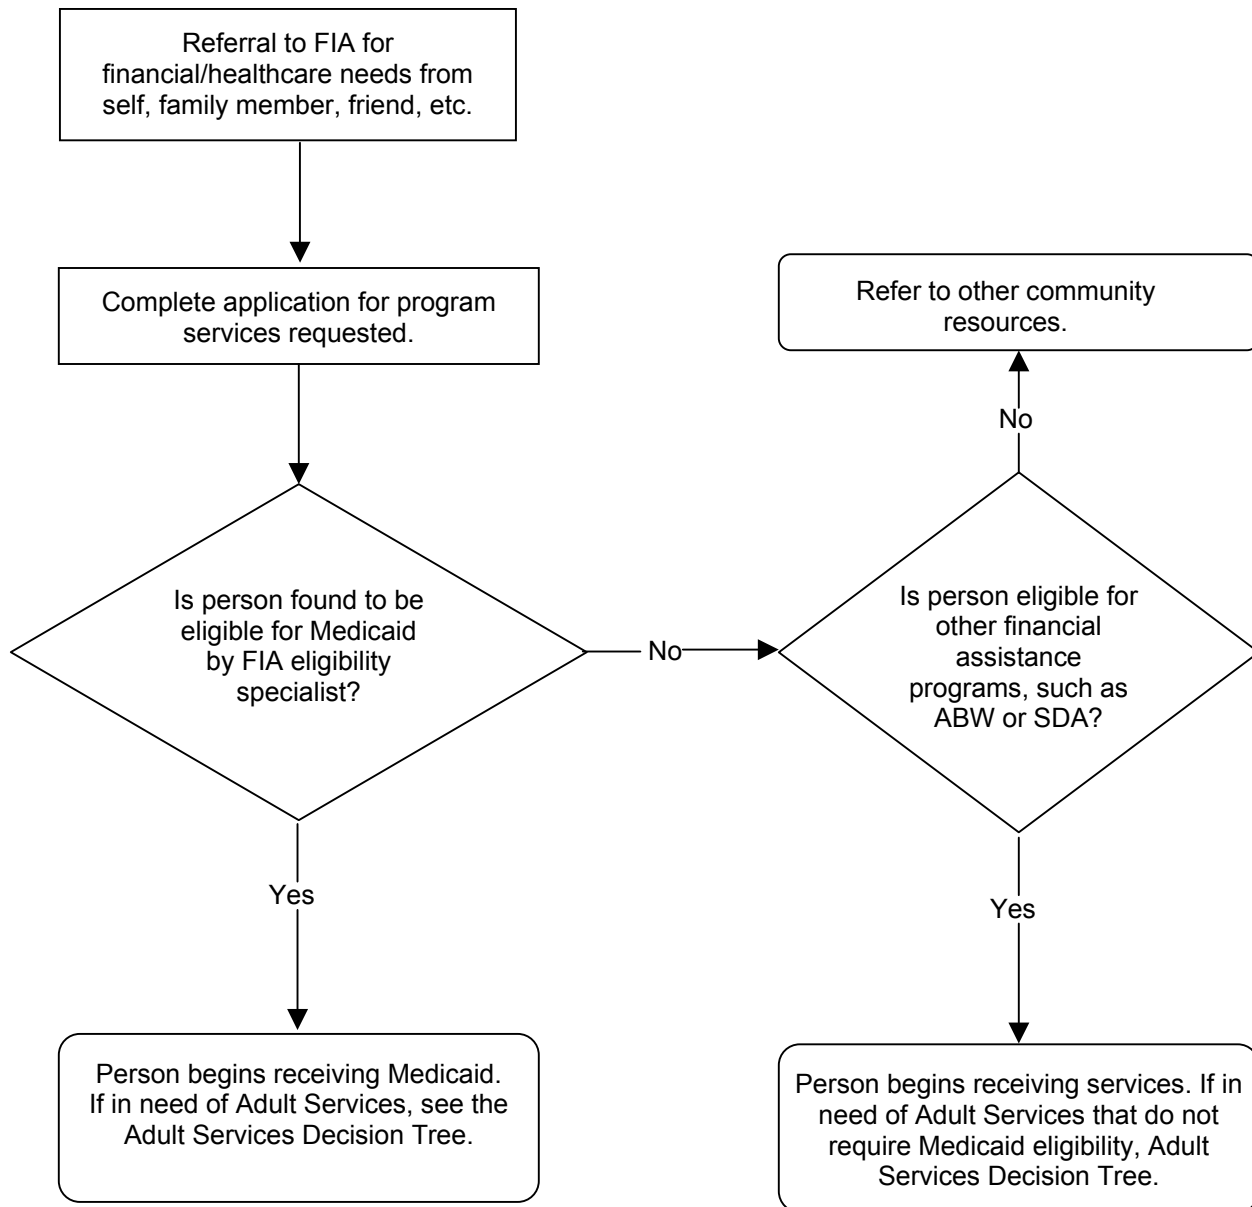 Referral to FIA for
financial/healthcare needs from
self, family member, friend, etc.
Complete application for program
services requested.
Is person found to be
eligible for Medicaid
by FIA eligibility
specialist?
No
Yes
Person begins receiving Medicaid.
If in need of Adult Services, see the
Adult Services Decision Tree.
Refer to other community
resources.
No
Is person eligible for
other financial
assistance
programs, such as
ABW or SDA?
Yes
Person begins receiving services. If in
need of Adult Services that do not
require Medicaid eligibility, Adult
Services Decision Tree.